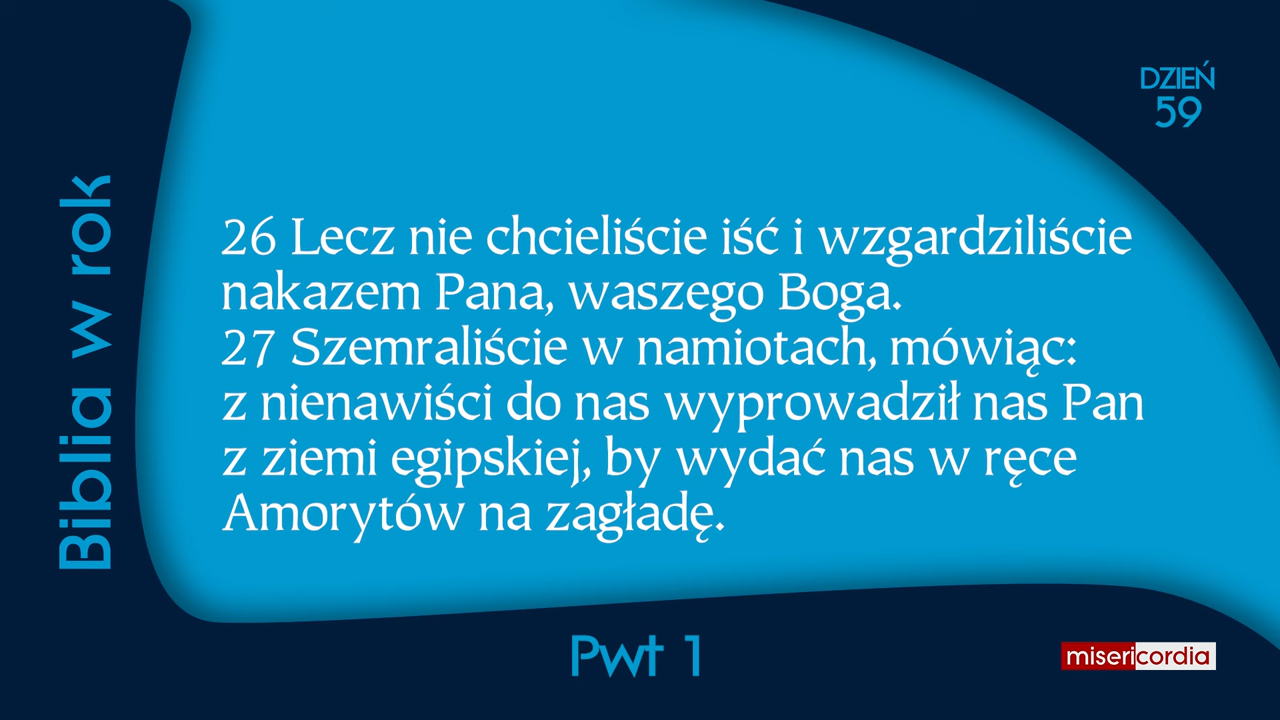 DZIEŃ
59
Biblia w rok
26 Lecz nie chcieliście iść i wzgardziliście
nakazem Pana, waszego Boga.
27 Szemraliście w namiotach, mówiąc:
z nienawiści do nas wyprowadził nas Pan
z ziemi egipskiej, by wydać nas w ręce
Amorytów na zagładę.
Pwt 1
misericordia